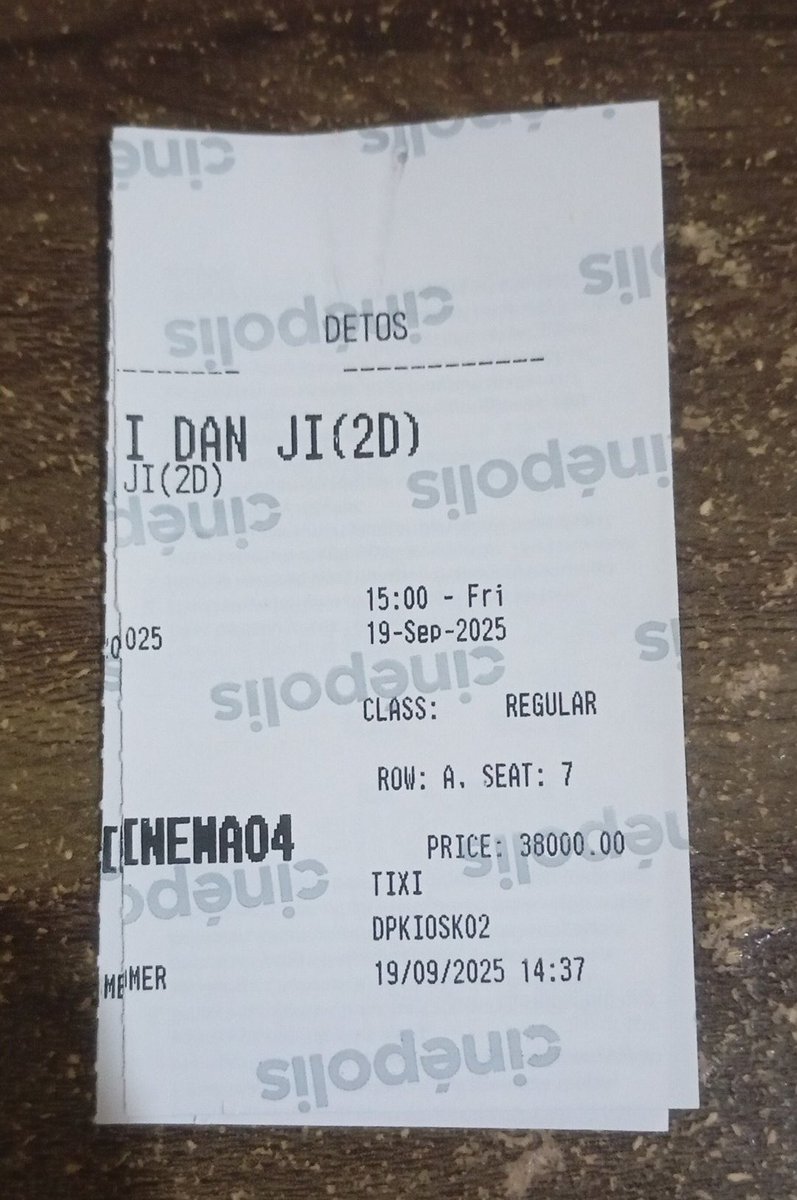 cinépolis
DETOS
I DAN JI(2D)
JI(2D)
cinépolis
15:00 - Fri
025 19-Sep-2025
cinépolis
CLASS: REGULAR
ROW: A. SEAT: 7
CINEMA04 PRICE: 38000.00
TIXI
DPKIOSK02
MER 19/09/2025 14:37
cinépolis